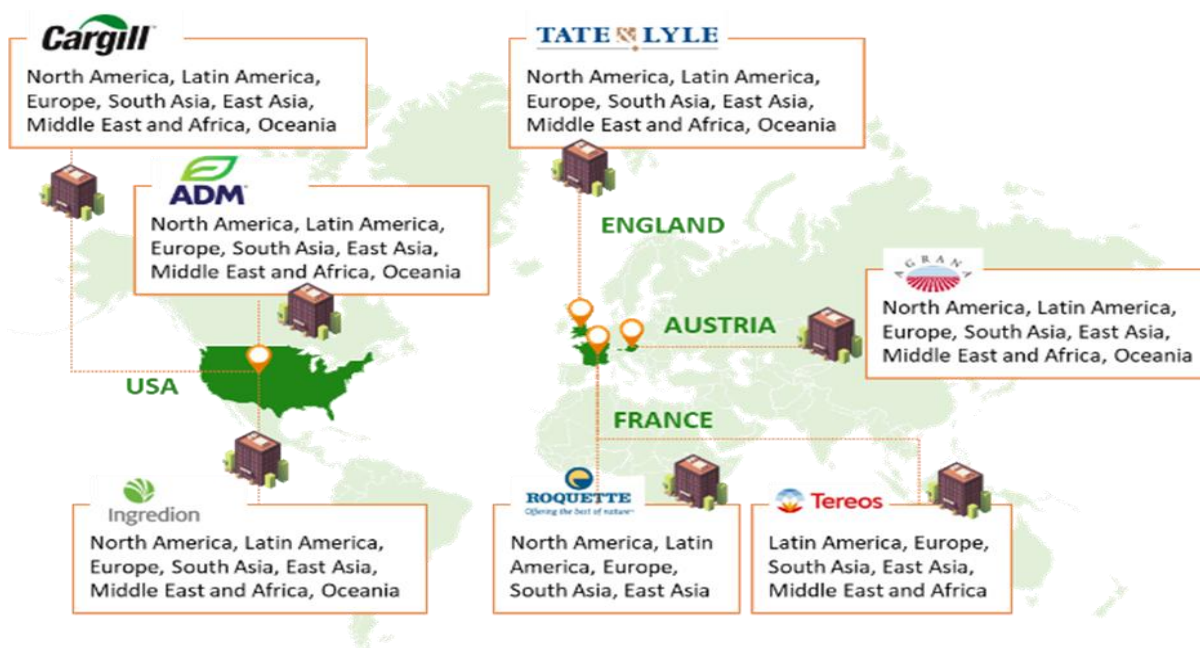 Cargill
North America, Latin America,
Europe, South Asia, East Asia,
Middle East and Africa, Oceania
TATE & LYLE
North America, Latin America,
Europe, South Asia, East Asia,
Middle East and Africa, Oceania
ADM
North America, Latin America,
Europe, South Asia, East Asia,
Middle East and Africa, Oceania
ENGLAND
AGRANA
North America, Latin America,
Europe, South Asia, East Asia,
Middle East and Africa, Oceania
AUSTRIA
USA
FRANCE
Ingredion
North America, Latin America,
Europe, South Asia, East Asia,
Middle East and Africa, Oceania
ROQUETTE
Offering the best of nature™
North America, Latin
America, Europe,
South Asia, East Asia
Tereos
Latin America, Europe,
South Asia, East Asia,
Middle East and Africa